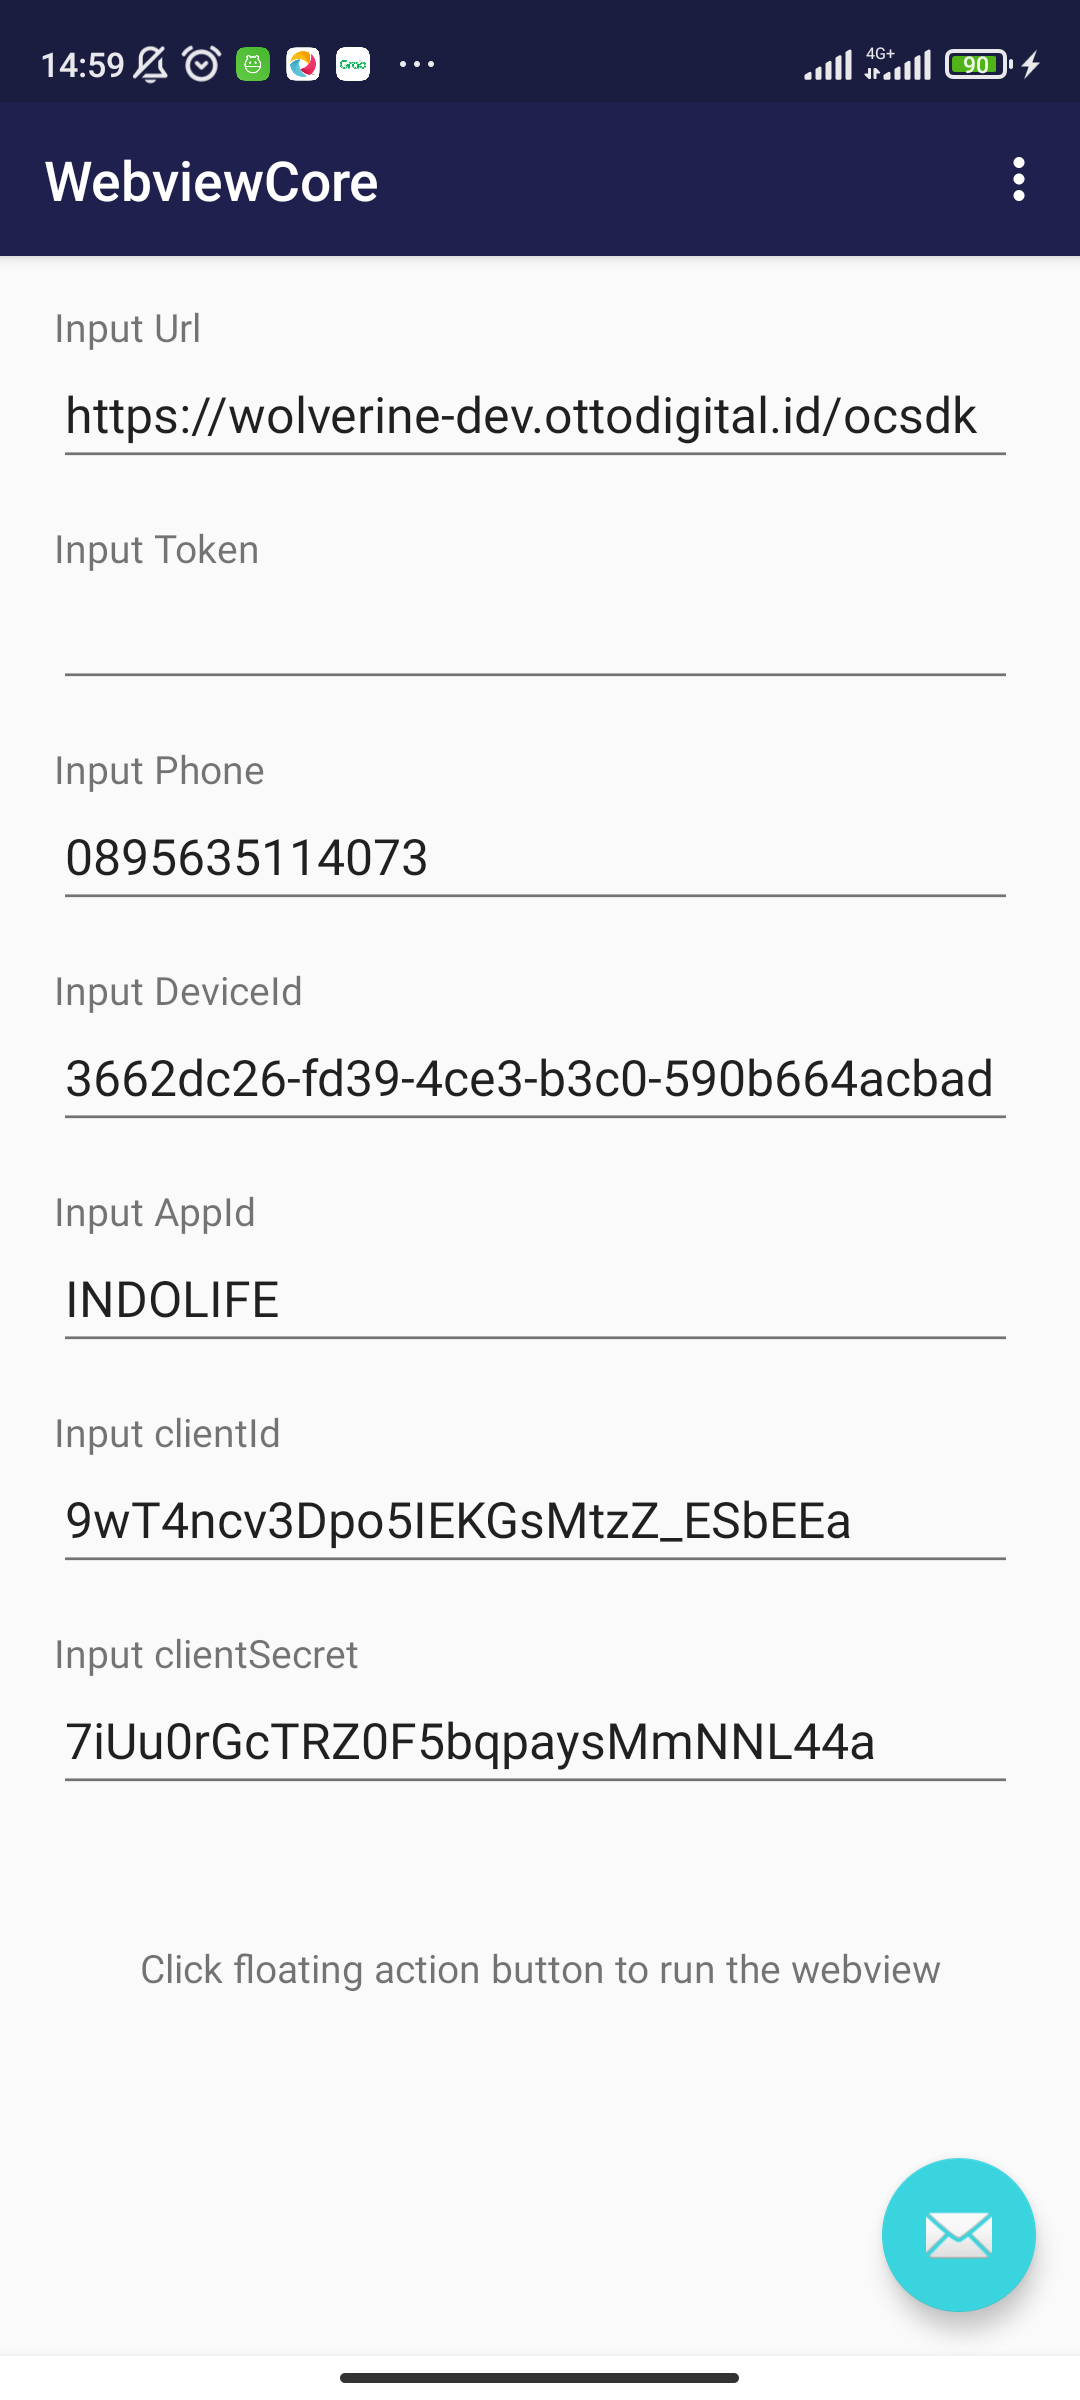 14:59
4G+
90
WebviewCore
Input Url
https://wolverine-dev.ottodigital.id/ocsdk
Input Token
Input Phone
0895635114073
Input DeviceId
3662dc26-fd39-4ce3-b3c0-590b664acbad
Input AppId
INDOLIFE
Input clientId
9wT4ncv3Dpo5IEKGsMtzZ_ESbEEa
Input clientSecret
7iUu0rGcTRZ0F5bqpaysMmNNL44a
Click floating action button to run the webview